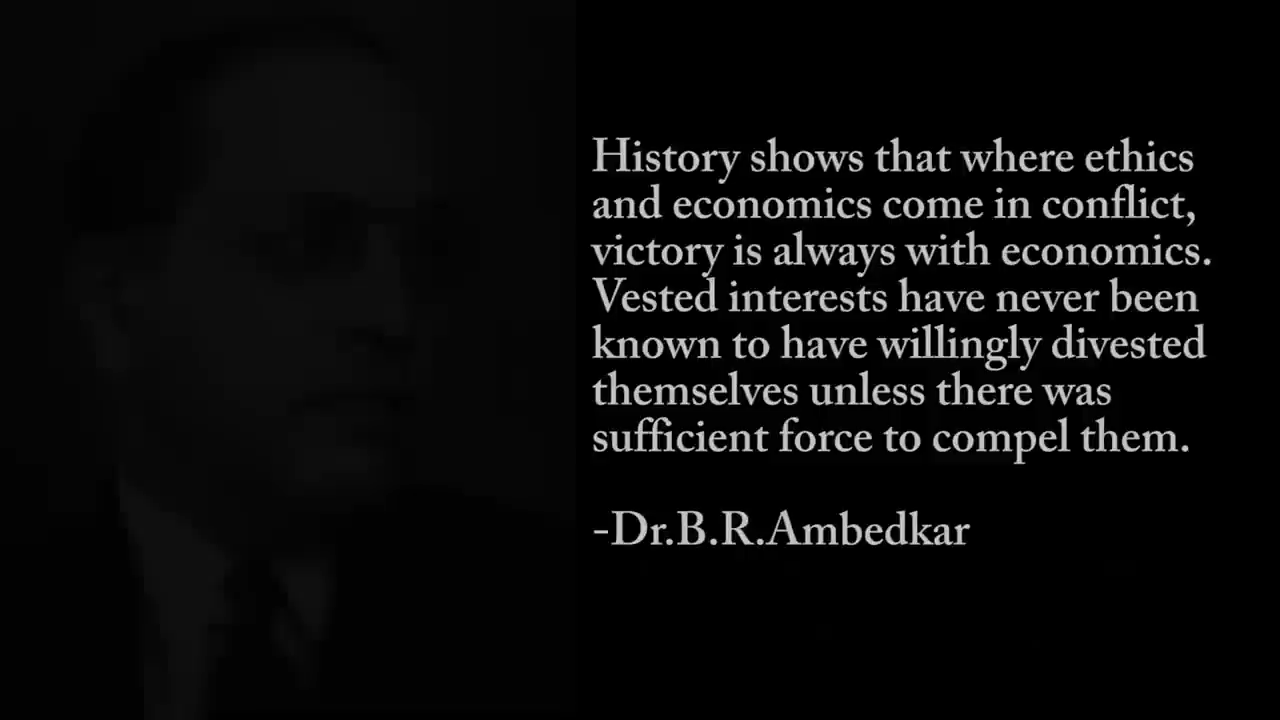 History shows that where ethics
and economics come in conflict,
victory is always with economics.
Vested interests have never been
known to have willingly divested
themselves unless there was
sufficient force to compel them.
-Dr.B.R.Ambedkar